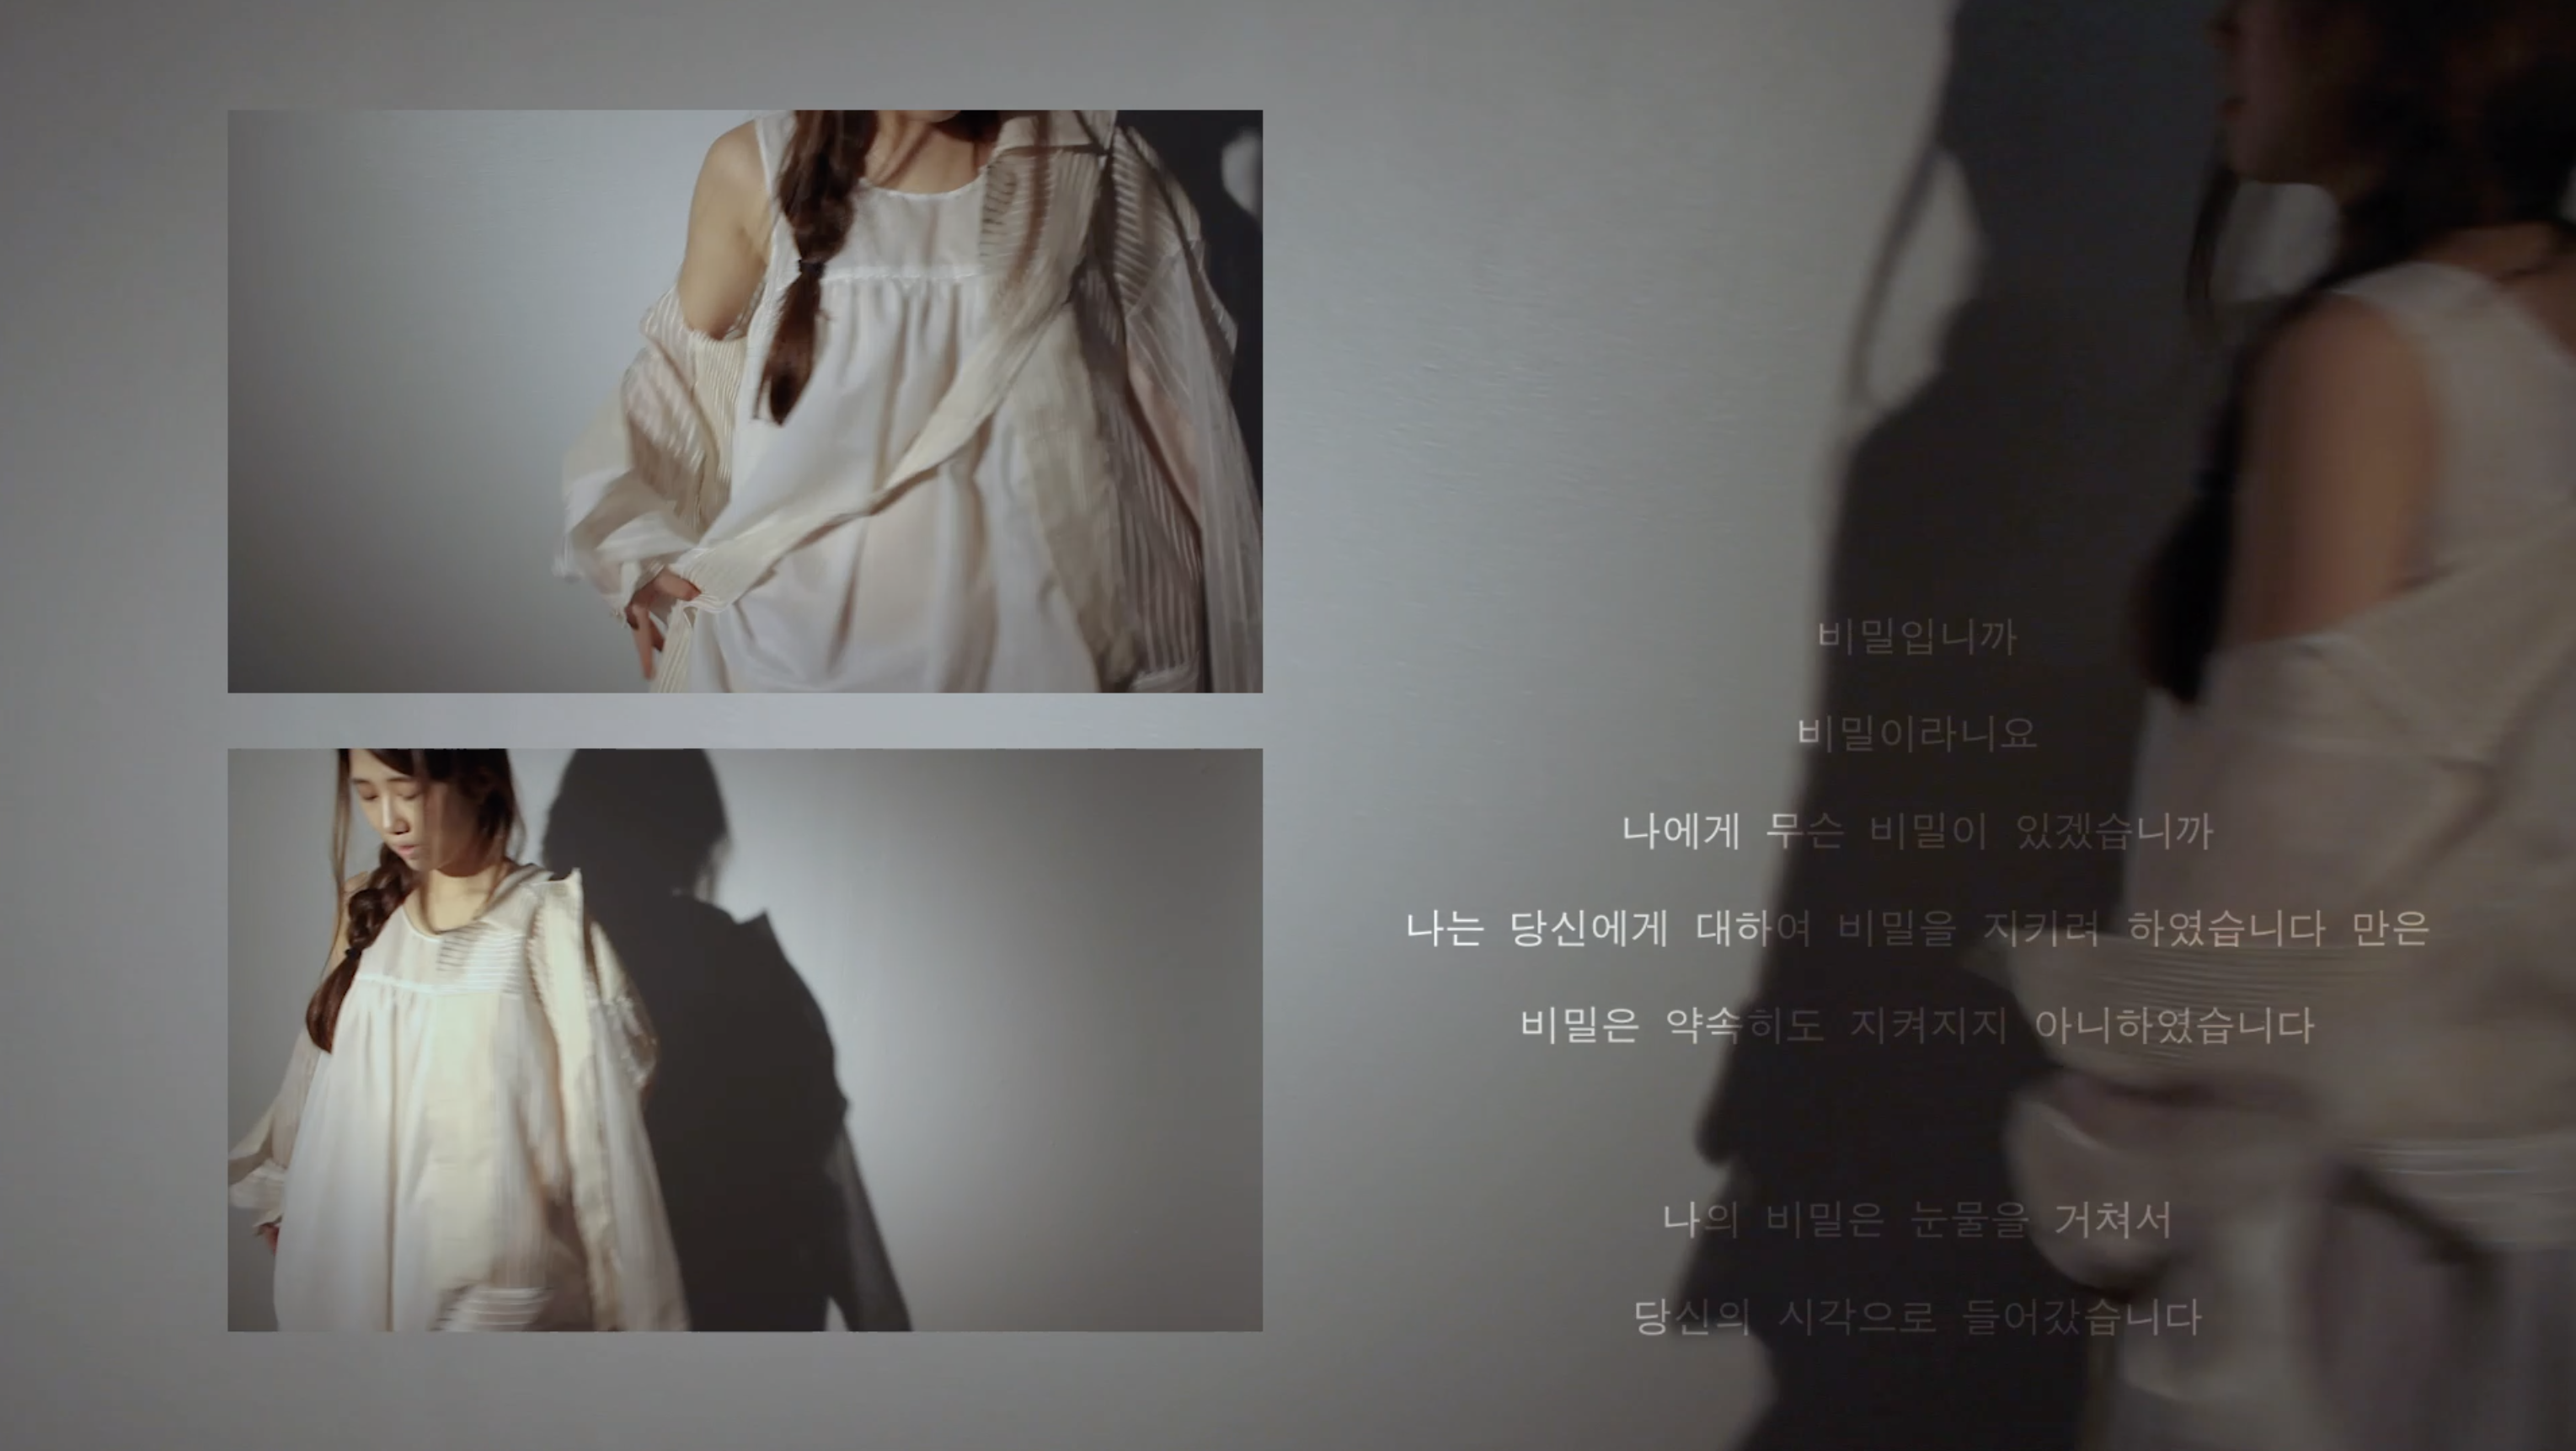 비밀입니까
비밀이라니요
나에게 무슨 비밀이 있겠습니까
나는 당신에게 대하여 비밀을 지키려 하였습니다 만은
비밀은 약속히도 지켜지지 아니하였습니다
나의 비밀은 눈물을 거쳐서
당신의 시각으로 들어갔습니다